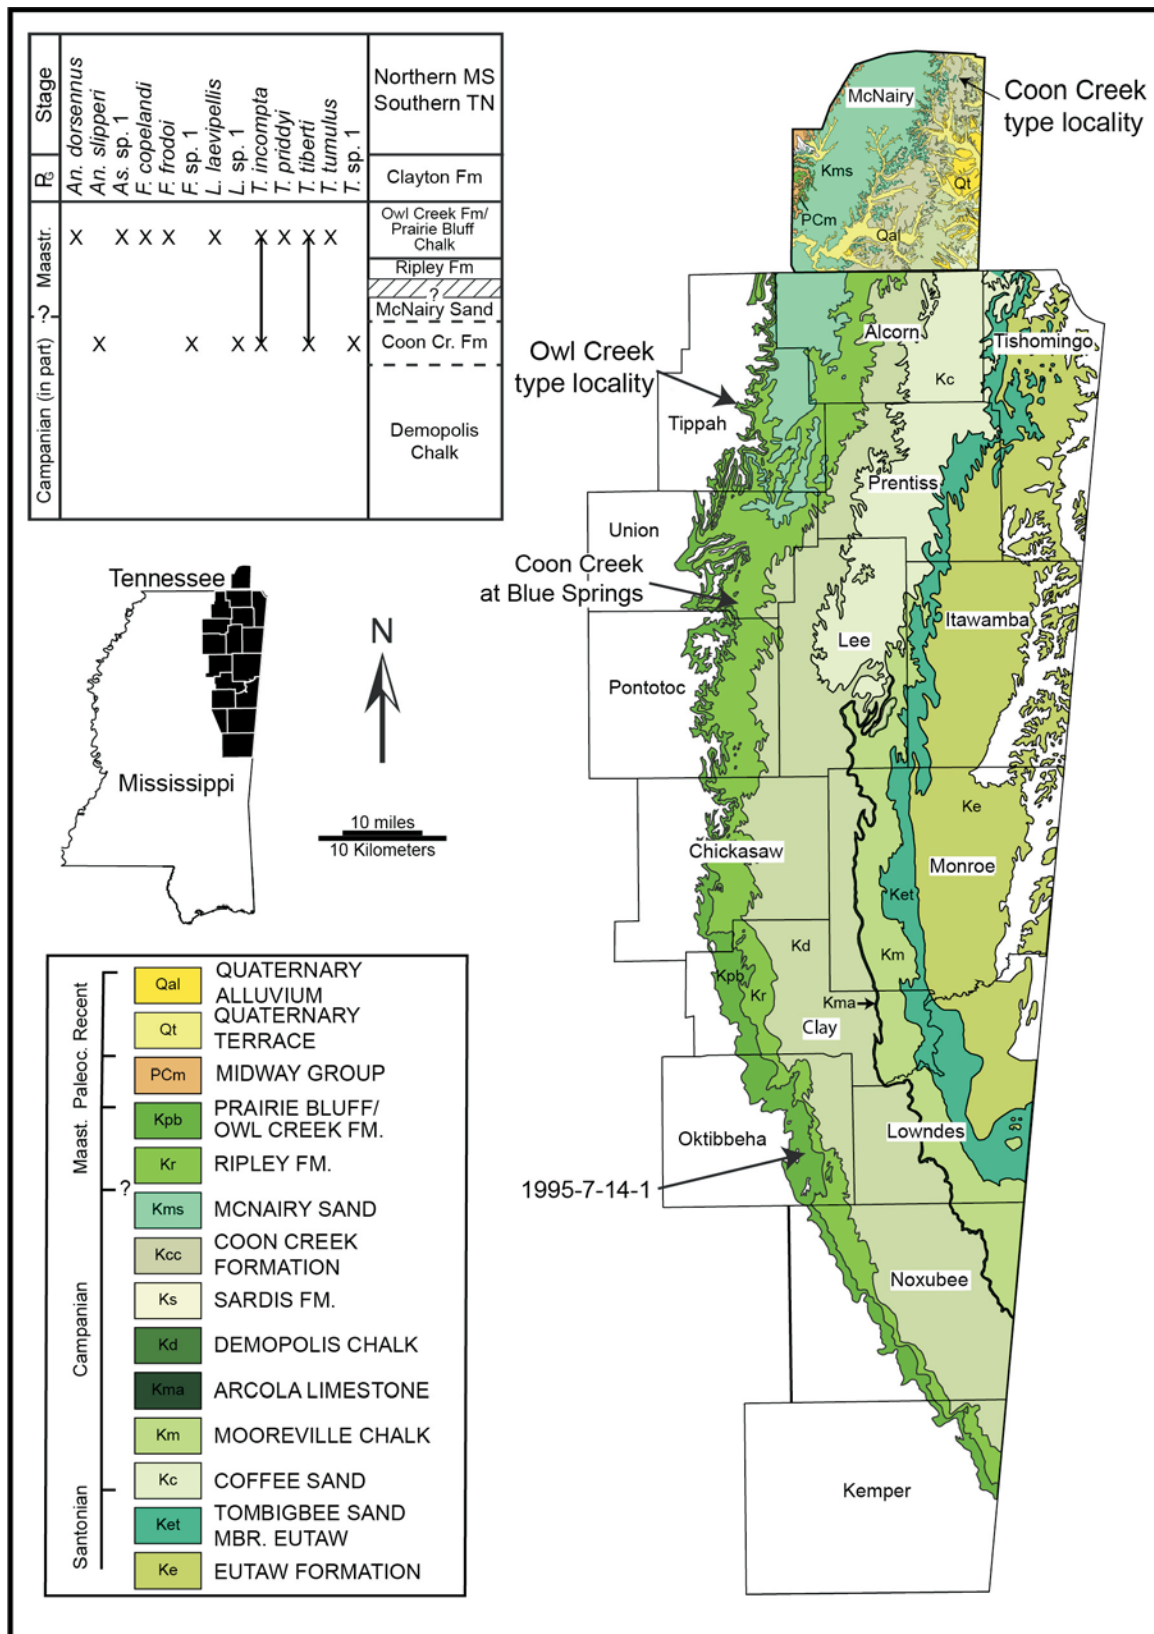 Stage
An. dorsennus
An. slipperi
As. sp. 1
F. copelandi
F. frodoi
F. sp. 1
L. laevipellis
L. sp. 1
T. incompta
T. priddyi
T. tiberti
T. tumulus
T. sp. 1
Northern MS
Southern TN
PG
Clayton Fm
Maastr.
X X X X X X X X X
Owl Creek Fm/
Prairie Bluff
Chalk
Ripley Fm
?
McNairy Sand
?
Campanian (in part)
X X X X X X
Coon Cr. Fm
Demopolis
Chalk
Tennessee
Mississippi
N
10 miles
10 Kilometers
McNairy
Coon Creek
type locality
Kms
Qt
PCm
Qal
Alcorn
Tishomingo
Owl Creek
type locality
Kc
Tippah
Prentiss
Union
Coon Creek
at Blue Springs
Itawamba
Lee
Pontotoc
Ke
Chickasaw
Monroe
Ket
Kd
Km
Kpb
Kr
Kma
Clay
Oktibbeha
Lowndes
1995-7-14-1
Noxubee
Kemper
Recent
Paleoc.
Maast.
?
Campanian
Santonian
Qal QUATERNARY
ALLUVIUM
Qt QUATERNARY
TERRACE
PCm MIDWAY GROUP
Kpb PRAIRIE BLUFF/
OWL CREEK FM.
Kr RIPLEY FM.
Kms MCNAIRY SAND
Kcc COON CREEK
FORMATION
Ks SARDIS FM.
Kd DEMOPOLIS CHALK
Kma ARCOLA LIMESTONE
Km MOOREVILLE CHALK
Kc COFFEE SAND
Ket TOMBIGBEE SAND
MBR. EUTAW
Ke EUTAW FORMATION